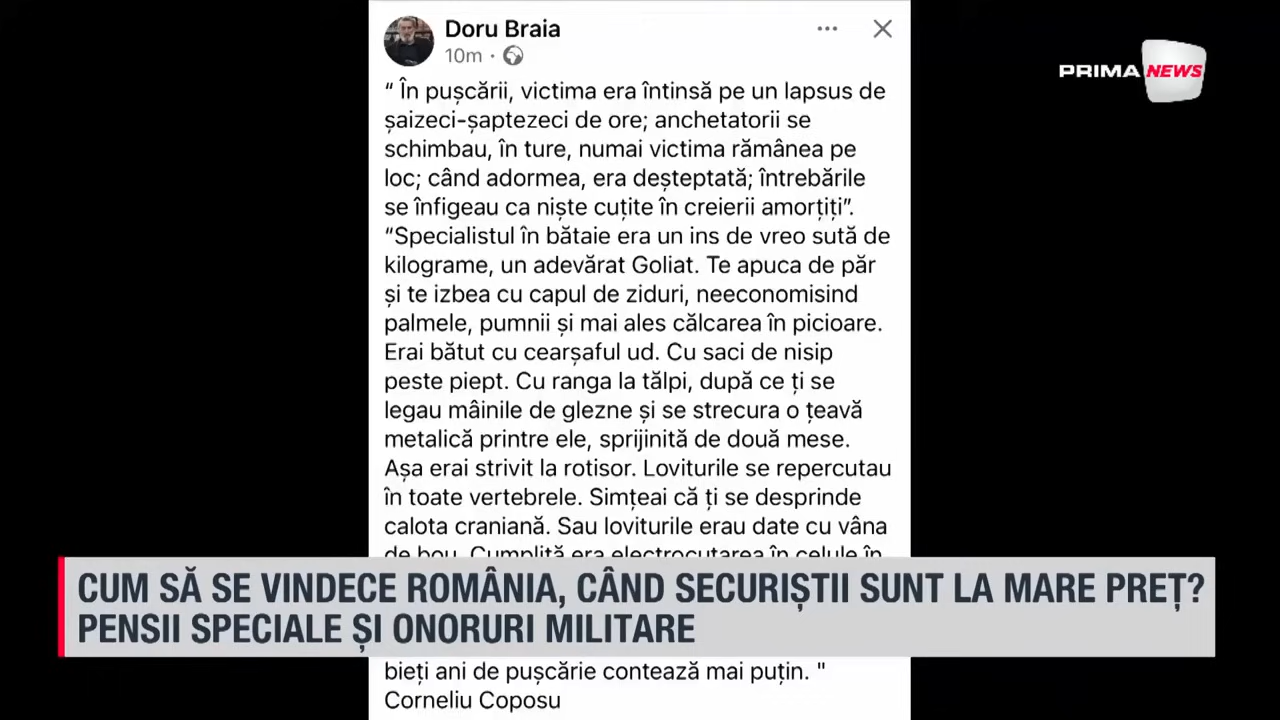 Doru Braia
10m
PRIMA NEWS
“ În pușcării, victima era întinsă pe un lapsus de
șaizeci-șaptezeci de ore; anchetatorii se
schimbau, în ture, numai victima rămânea pe
loc; când adormea, era deșteptată; întrebările
se înfigeau ca niște cuțite în creierii amorțiți”.
“Specialistul în bătaie era un ins de vreo sută de
kilograme, un adevărat Goliat. Te apuca de păr
și te izbea cu capul de ziduri, neeconomisind
palmele, pumnii și mai ales călcarea în picioare.
Erai bătut cu cearșaful ud. Cu saci de nisip
peste piept. Cu ranga la tălpi, după ce ți se
legau mâinile de glezne și se strecura o țeavă
metalică printre ele, sprijinită de două mese.
Așa erai strivit la rotisor. Loviturile se repercutau
în toate vertebrele. Simțeai că ți se desprinde
calota craniană. Sau loviturile erau date cu vâna
de bou. Cumplită era electrocutarea în celule în
CUM SĂ SE VINDECE ROMÂNIA, CÂND SECURIȘTII SUNT LA MARE PREȚ?
PENSII SPECIALE ȘI ONORURI MILITARE
bieți ani de pușcărie contează mai puțin. "
Corneliu Coposu